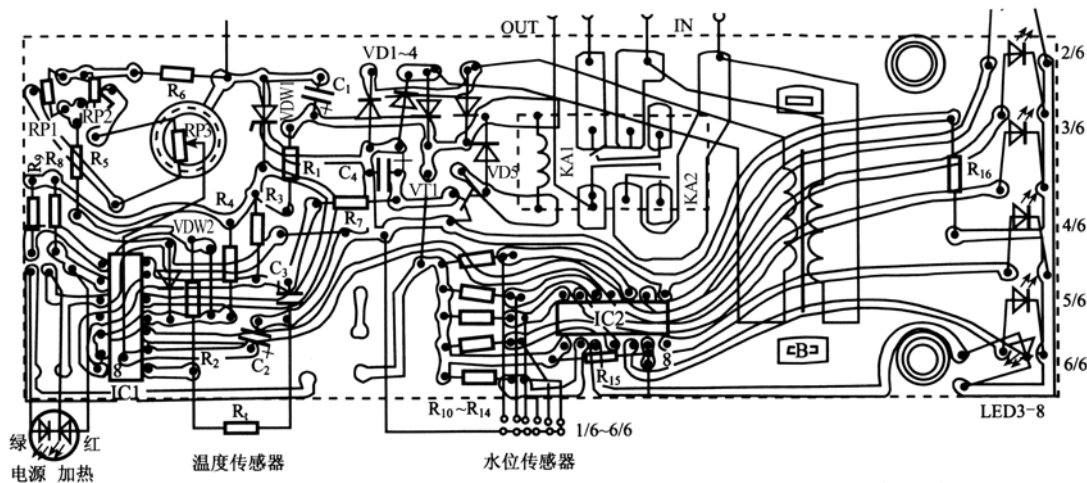 OUT
IN
VD1~4
2/6
R6
VDW1
C1
RP1
RP2
RP3
3/6
R9
R8
R5
R1
C4
VT1
VD5
KA1
KA2
R16
R4
R3
R7
VDW2
4/6
C3
IC2
5/6
8
R2
C2
8
R15
B
6/6
IC1
Rt
R10~R14
LED3-8
1/6~6/6
绿
红
电源
加热
温度传感器
水位传感器